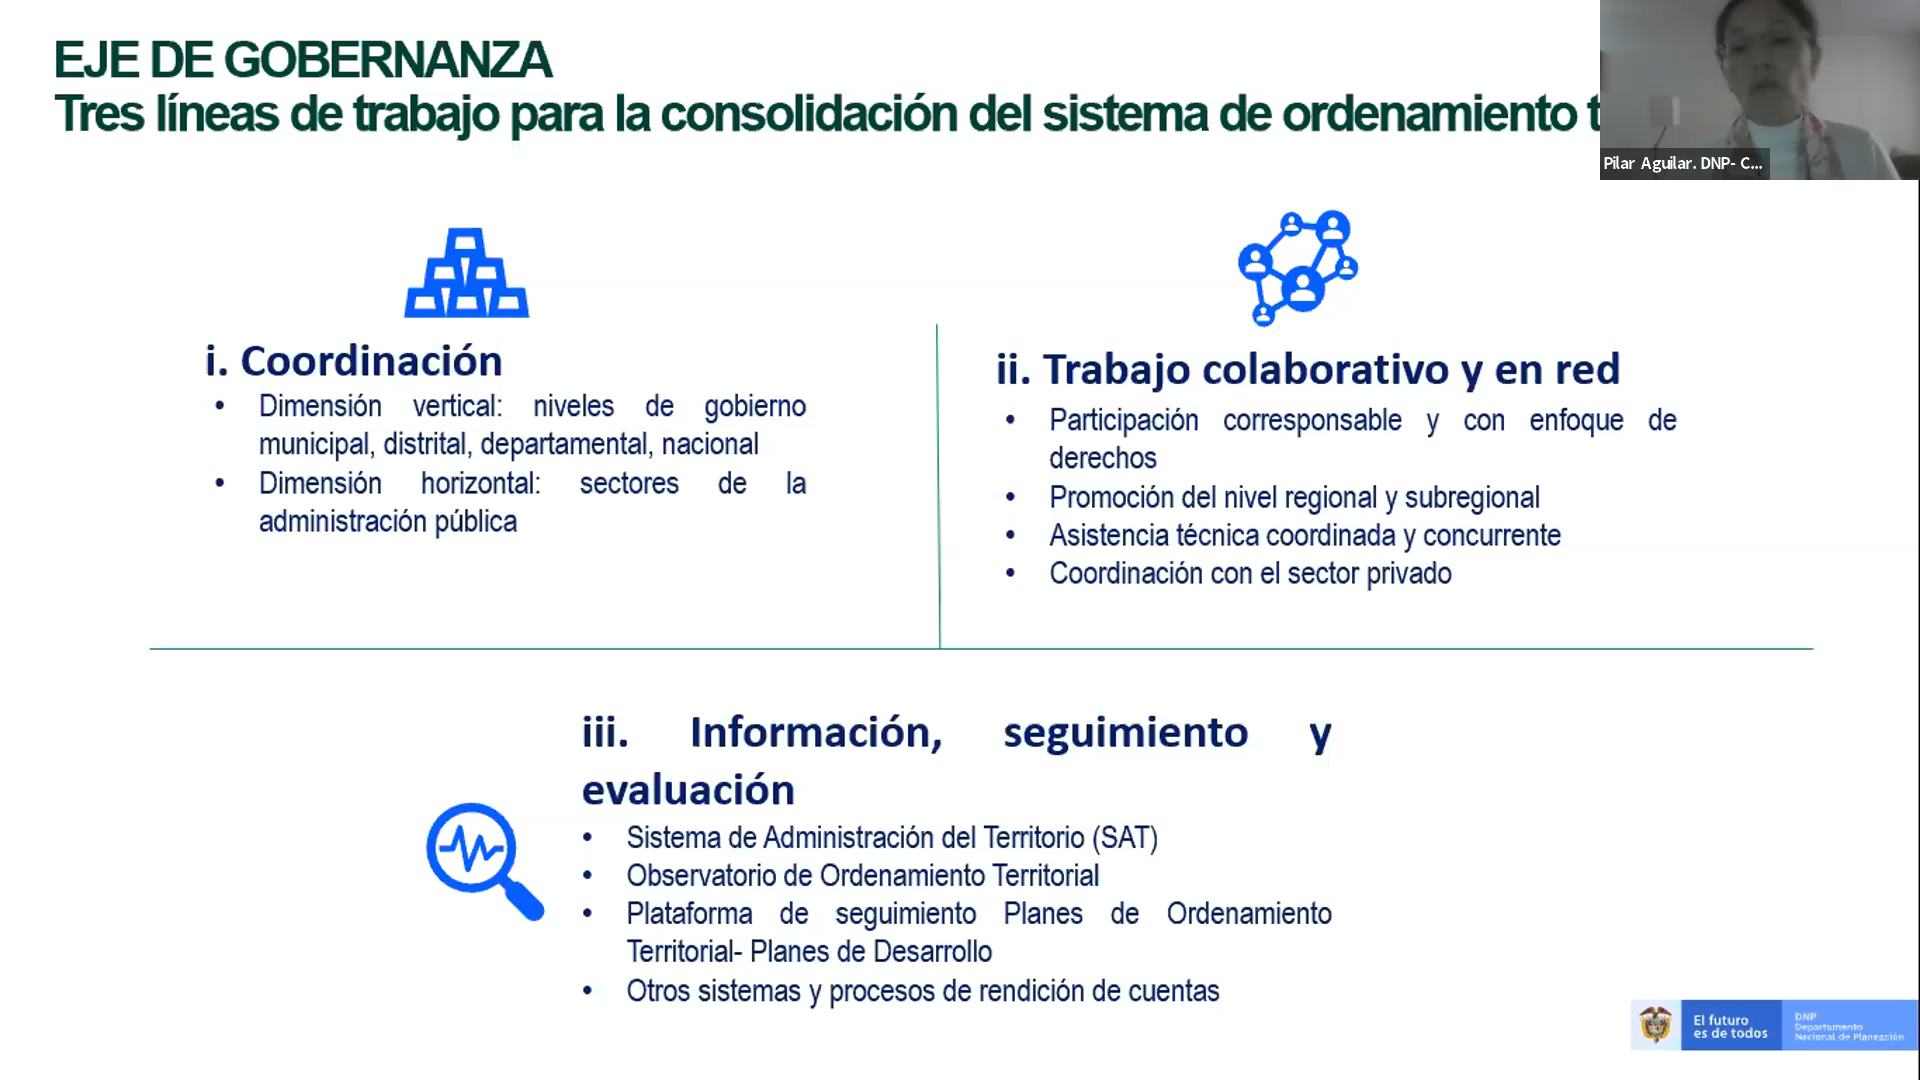 EJE DE GOBERNANZA
Tres líneas de trabajo para la consolidación del sistema de ordenamiento t
Pilar Aguilar. DNP- C...
i. Coordinación
• Dimensión vertical: niveles de gobierno
municipal, distrital, departamental, nacional
• Dimensión horizontal: sectores de la
administración pública
ii. Trabajo colaborativo y en red
• Participación corresponsable y con enfoque de
derechos
• Promoción del nivel regional y subregional
• Asistencia técnica coordinada y concurrente
• Coordinación con el sector privado
iii. Información, seguimiento y
evaluación
• Sistema de Administración del Territorio (SAT)
• Observatorio de Ordenamiento Territorial
• Plataforma de seguimiento Planes de Ordenamiento
Territorial- Planes de Desarrollo
• Otros sistemas y procesos de rendición de cuentas
El futuro
es de todos
DNP
Departamento
Nacional de Planeación